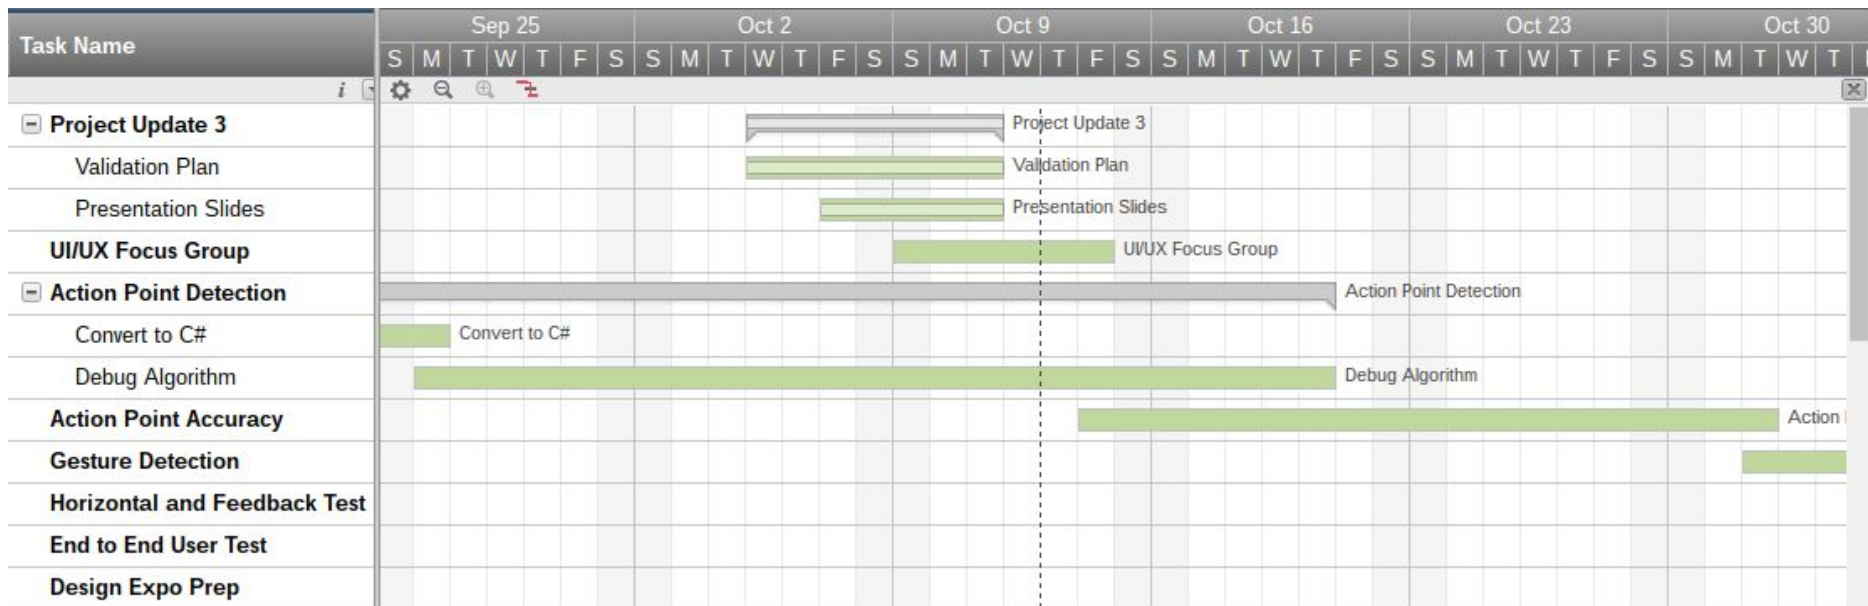 Task Name
Sep 25 Oct 2 Oct 9 Oct 16 Oct 23 Oct 30
S M T W T F S S M T W T F S S M T W T F S S M T W T F S S M T W T F S S M T W T
i
Project Update 3 Project Update 3
Validation Plan Validation Plan
Presentation Slides Presentation Slides
UI/UX Focus Group UI/UX Focus Group
Action Point Detection Action Point Detection
Convert to C# Convert to C#
Debug Algorithm Debug Algorithm
Action Point Accuracy Action
Gesture Detection
Horizontal and Feedback Test
End to End User Test
Design Expo Prep